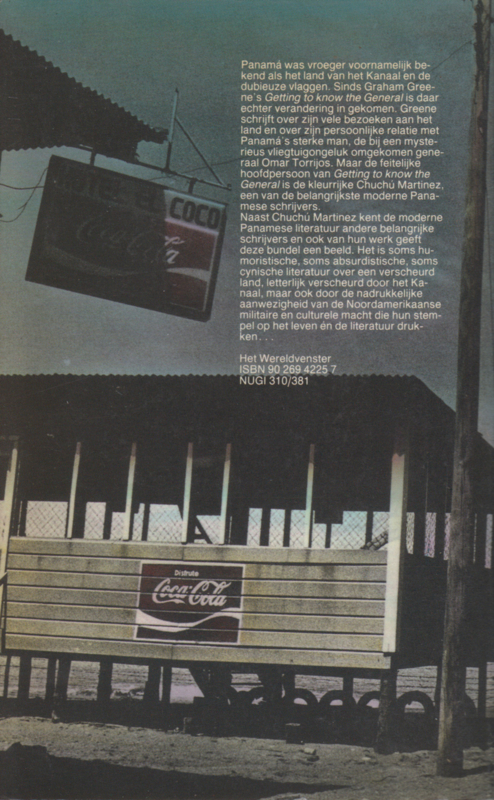 Panamá was vroeger voornamelijk be-
kend als het land van het Kanaal en de
dubieuze vlaggen. Sinds Graham Gree-
ne's Getting to know the General is daar
echter verandering in gekomen. Greene
schrijft over zijn vele bezoeken aan het
land en over zijn persoonlijke relatie met
Panamá's sterke man, de bij een myste-
rieus vliegtuigongeluk omgekomen gene-
raal Omar Torrijos. Maar de feitelijke
hoofdpersoon van Getting to know the
General is de kleurrijke Chuchú Martinez,
een van de belangrijkste moderne Pana-
mese schrijvers.
Naast Chuchú Martinez kent de moderne
Panamese literatuur andere belangrijke
schrijvers en ook van hun werk geeft
deze bundel een beeld. Het is soms hu-
moristische, soms absurdistische, soms
cynische literatuur over een verscheurd
land, letterlijk verscheurd door het Ka-
naal, maar ook door de nadrukkelijke
aanwezigheid van de Noordamerikaanse
militaire en culturele macht die hun stem-
pel op het leven én de literatuur druk-
ken...
Het Wereldvenster
ISBN 90 269 4225 7
NUGI 310/381
HOTEL EL COCO
Coca-Cola
Disfrute
Coca-Cola